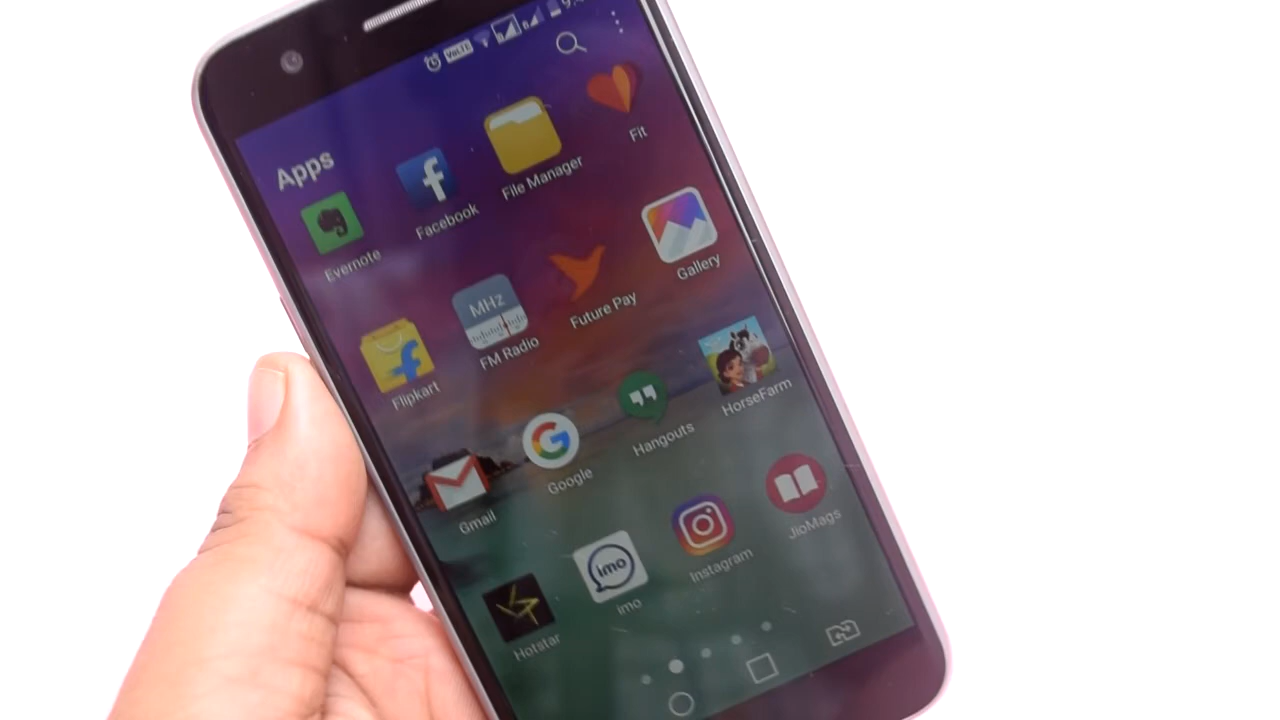 VoLTE
Apps
Evernote
Facebook
File Manager
Fit
Flipkart
MHz
FM Radio
Future Pay
Gallery
Gmail
Google
Hangouts
HorseFarm
Hotstar
imo
imo
Instagram
JioMags